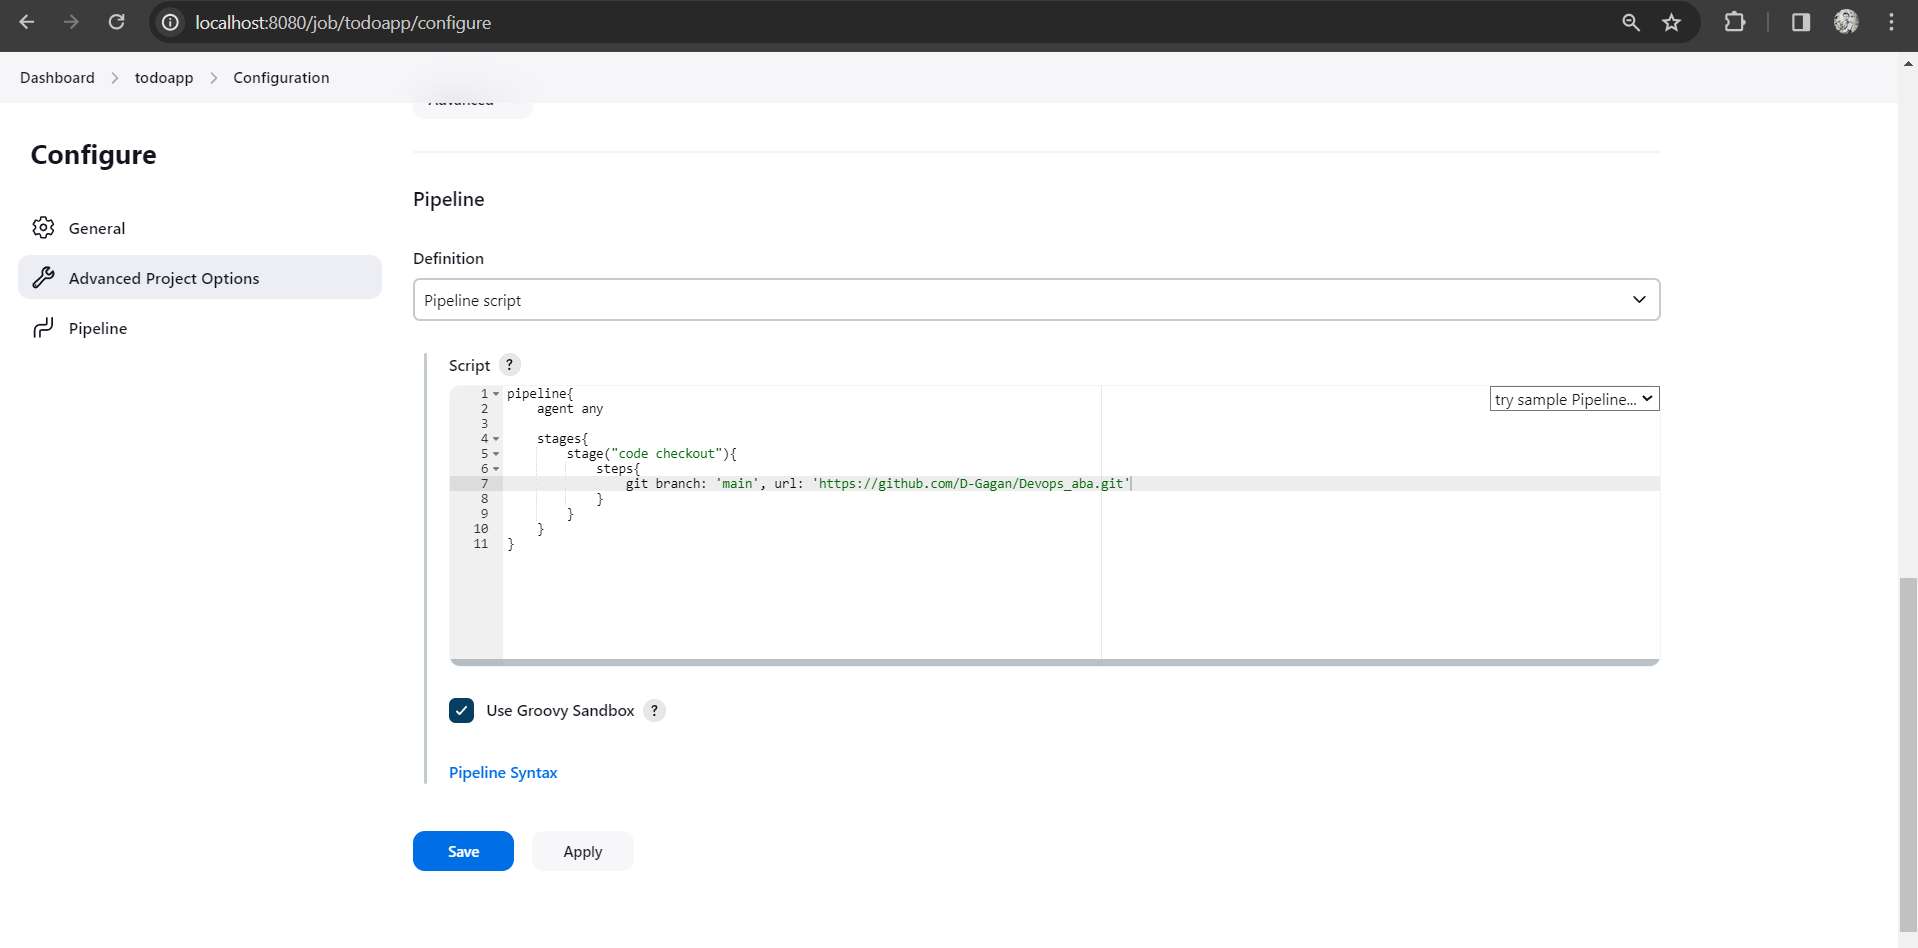 localhost:8080/job/todoapp/configure
Dashboard > todoapp > Configuration
Advanced
Configure
General
Advanced Project Options
Pipeline
Pipeline
Definition
Pipeline script
Script ?
try sample Pipeline...
1 pipeline{
2     agent any
3
4     stages{
5         stage("code checkout"){
6             steps{
7                 git branch: 'main', url: 'https://github.com/D-Gagan/Devops_aba.git'
8             }
9         }
10     }
11 }
Use Groovy Sandbox ?
Pipeline Syntax
Save Apply